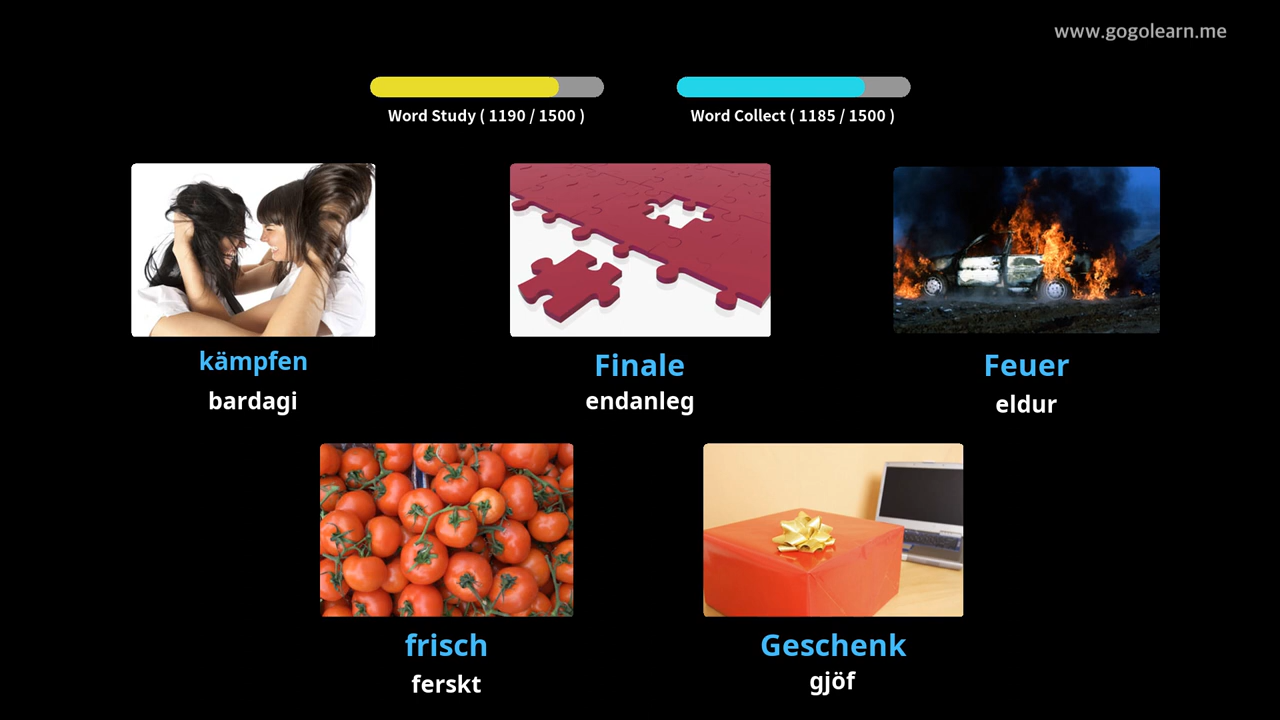 www.gogolearn.me
Word Study ( 1190 / 1500 )
Word Collect ( 1185 / 1500 )
kämpfen
bardagi
Finale
endanleg
Feuer
eldur
frisch
ferskt
Geschenk
gjöf